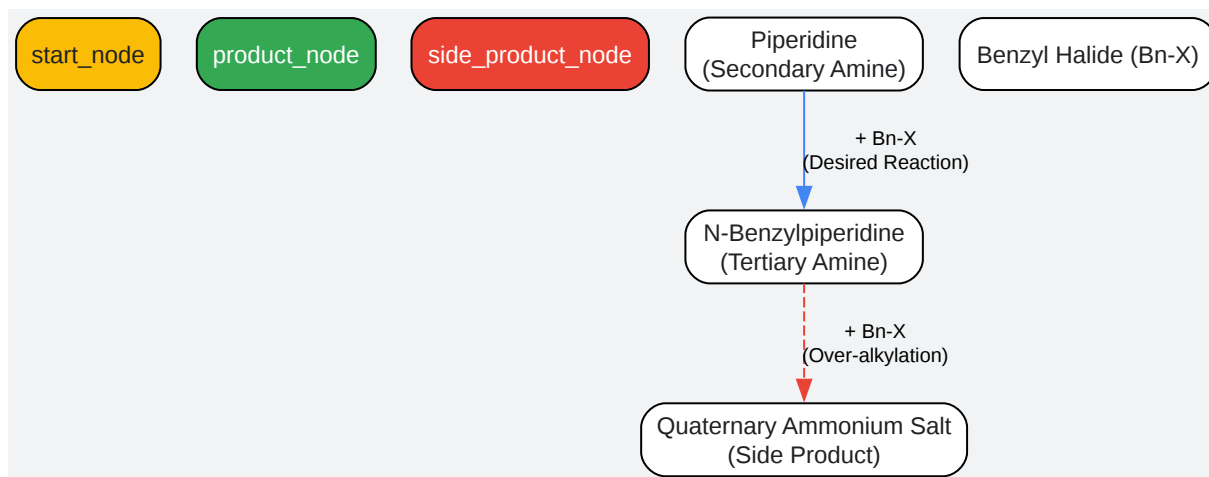 start_node
product_node
side_product_node
Piperidine
(Secondary Amine)
Benzyl Halide (Bn-X)
+ Bn-X
(Desired Reaction)
N-Benzylpiperidine
(Tertiary Amine)
+ Bn-X
(Over-alkylation)
Quaternary Ammonium Salt
(Side Product)